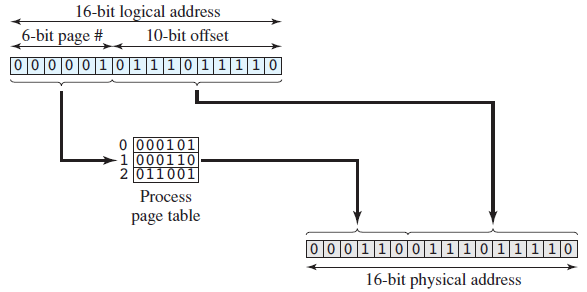 16-bit logical address
6-bit page # 10-bit offset
0 0 0 0 0 1 0 1 1 1 0 1 1 1 1 0
0 000101
1 000110
2 011001
Process
page table
0 0 0 1 1 0 0 1 1 1 0 1 1 1 1 0
16-bit physical address